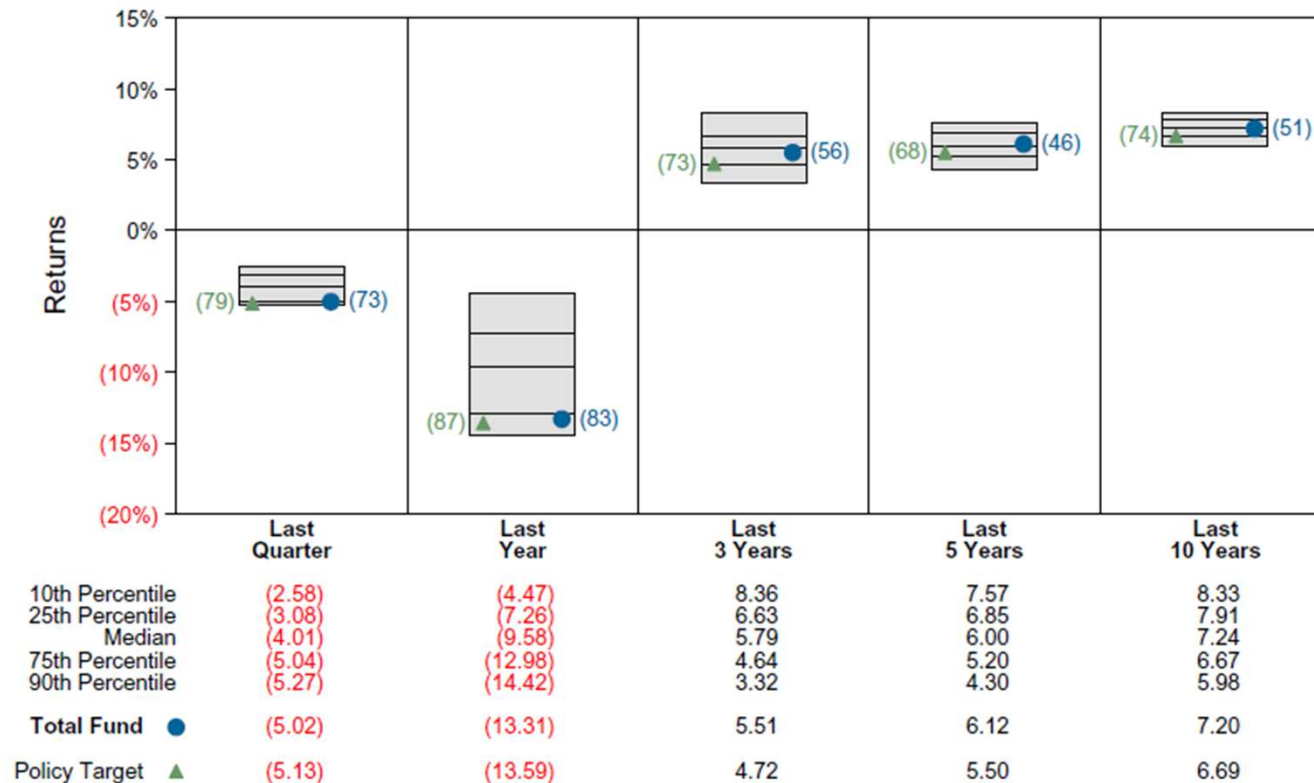 15%
10%
5%
0%
(5%)
(10%)
(15%)
(20%)
Returns
(79) (73)
(87) (83)
(73) (56)
(68) (46)
(74) (51)
Last Quarter Last Year Last 3 Years Last 5 Years Last 10 Years
10th Percentile (2.58) (4.47) 8.36 7.57 8.33
25th Percentile (3.08) (7.26) 6.63 6.85 7.91
Median (4.01) (9.58) 5.79 6.00 7.24
75th Percentile (5.04) (12.98) 4.64 5.20 6.67
90th Percentile (5.27) (14.42) 3.32 4.30 5.98
Total Fund (5.02) (13.31) 5.51 6.12 7.20
Policy Target (5.13) (13.59) 4.72 5.50 6.69